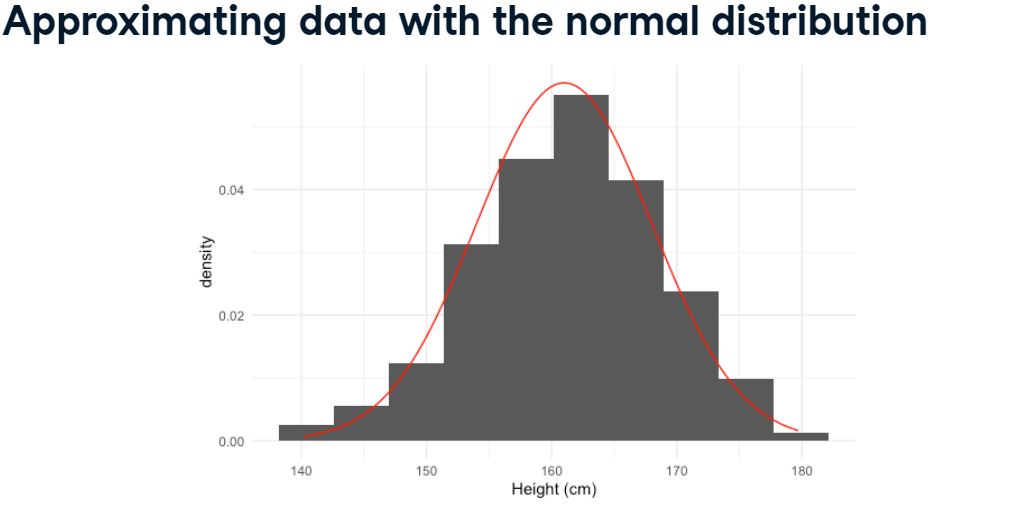 Approximating data with the normal distribution
0.04
density
0.02
0.00
140 150 160 170 180
Height (cm)